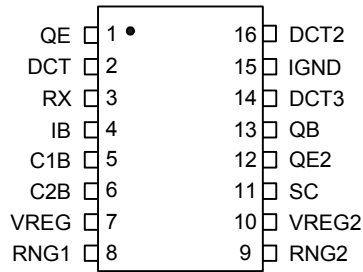 QE 1 16 DCT2
DCT 2 15 IGND
RX 3 14 DCT3
IB 4 13 QB
C1B 5 12 QE2
C2B 6 11 SC
VREG 7 10 VREG2
RNG1 8 9 RNG2